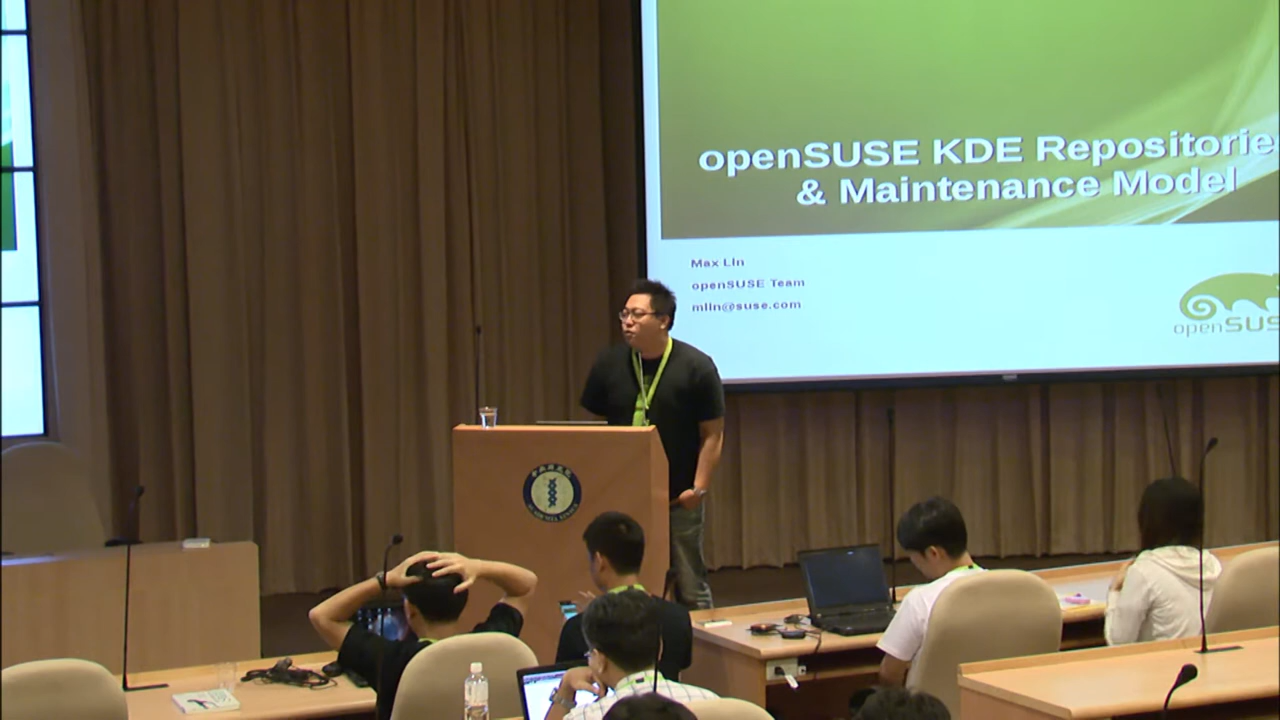 openSUSE KDE Repositorie
& Maintenance Model
Max Lin
openSUSE Team
mlin@suse.com
openSUS